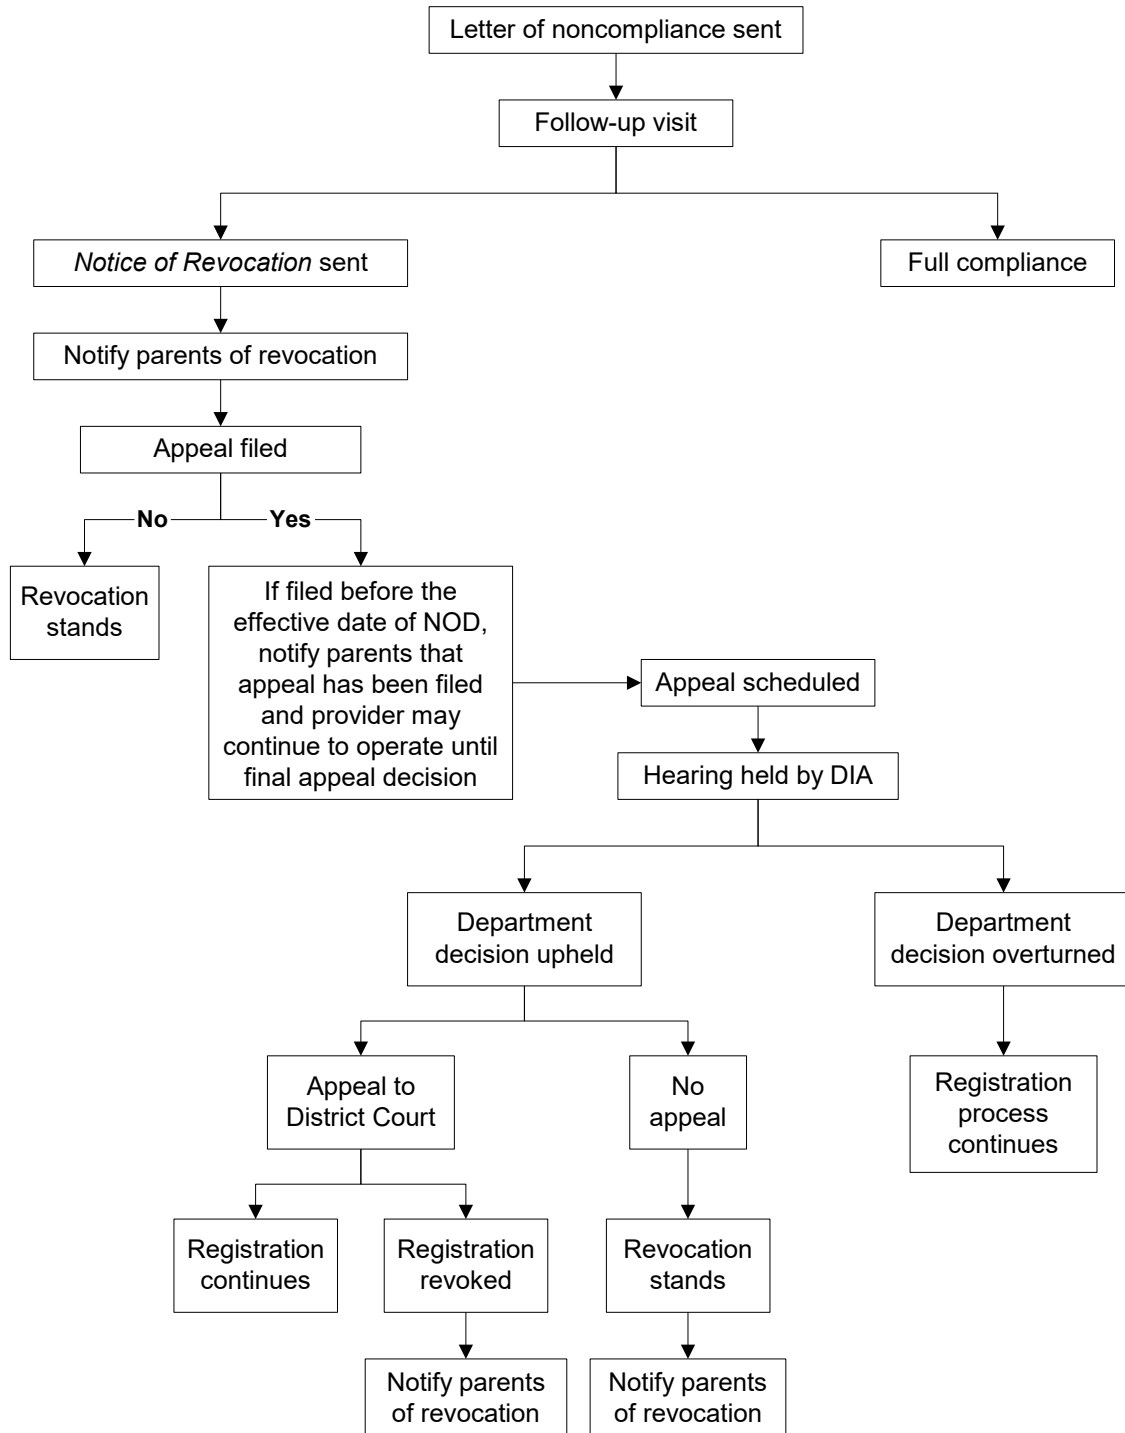 Letter of noncompliance sent
Follow-up visit
Notice of Revocation sent
Full compliance
Notify parents of revocation
Appeal filed
No
Yes
Revocation
stands
If filed before the
effective date of NOD,
notify parents that
appeal has been filed
and provider may
continue to operate until
final appeal decision
Appeal scheduled
Hearing held by DIA
Department
decision upheld
Department
decision overturned
Appeal to
District Court
No
appeal
Registration
process
continues
Registration
continues
Registration
revoked
Revocation
stands
Notify parents
of revocation
Notify parents
of revocation